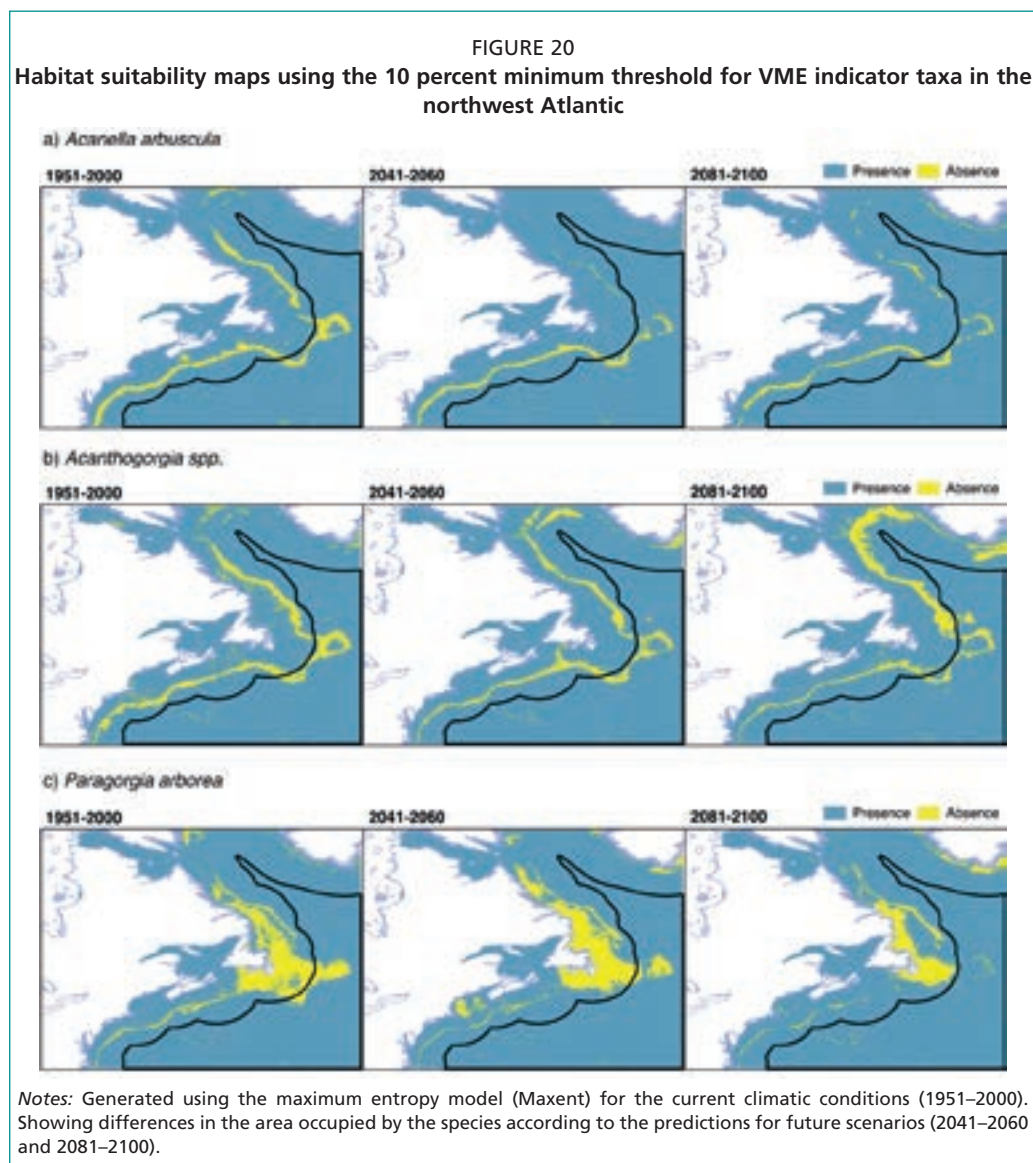 FIGURE 20
Habitat suitability maps using the 10 percent minimum threshold for VME indicator taxa in the
northwest Atlantic
a) Acanella arbuscula
1951-2000
2041-2060
2081-2100
Presence
Absence
b) Acanthogorgia spp.
1951-2000
2041-2060
2081-2100
Presence
Absence
c) Paragorgia arborea
1951-2000
2041-2060
2081-2100
Presence
Absence
Notes: Generated using the maximum entropy model (Maxent) for the current climatic conditions (1951–2000).
Showing differences in the area occupied by the species according to the predictions for future scenarios (2041–2060
and 2081–2100).